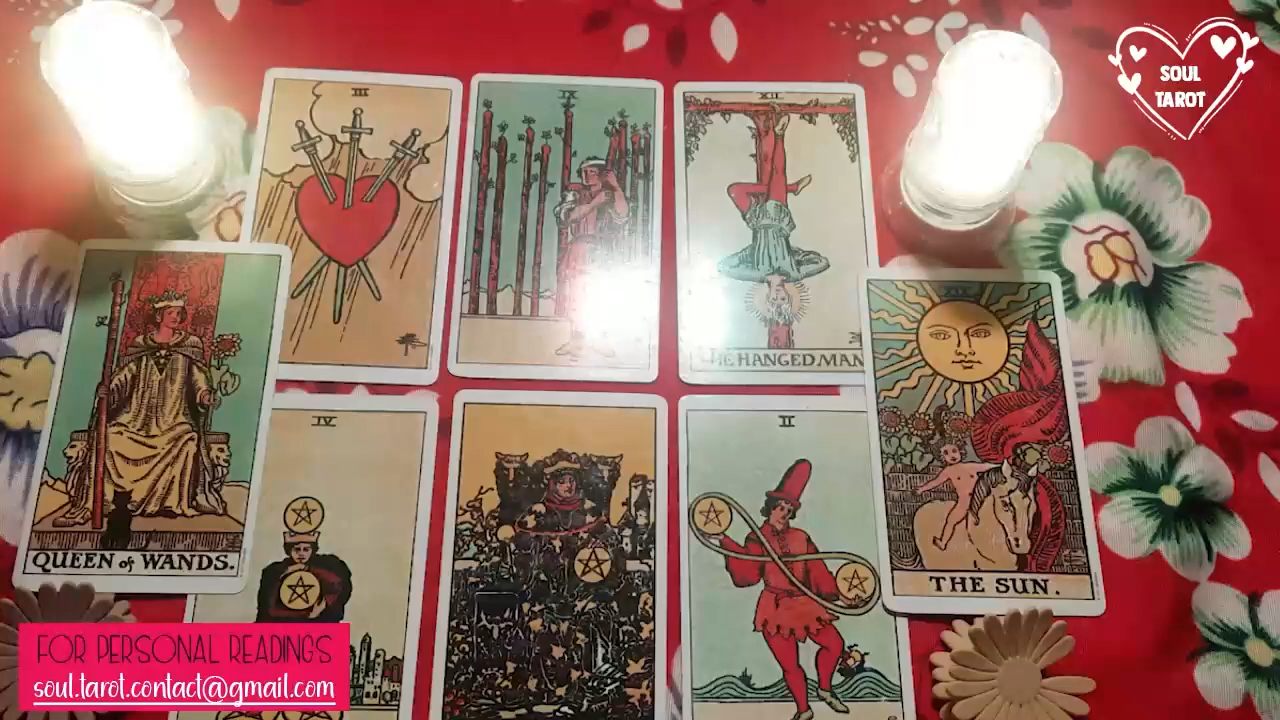 SOUL
TAROT
III
IX
XII
THE HANGED MAN
QUEEN of WANDS.
XIX
THE SUN.
IV
II
FOR PERSONAL READINGS
soul.tarot.contact@gmail.com